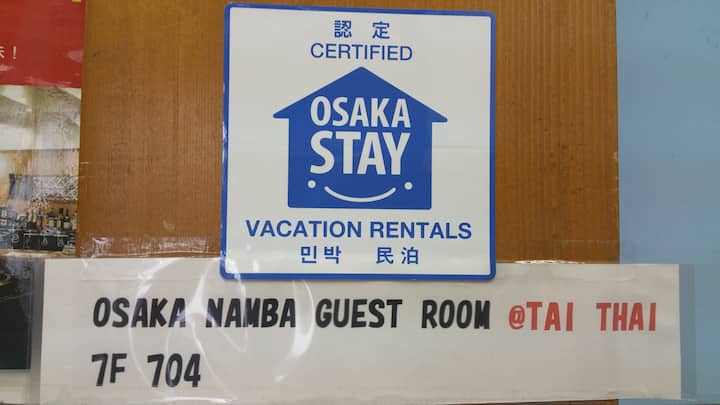 認定
CERTIFIED
OSAKA
STAY
VACATION RENTALS
민박 民泊
OSAKA NAMBA GUEST ROOM @TAI THAI
7F 704